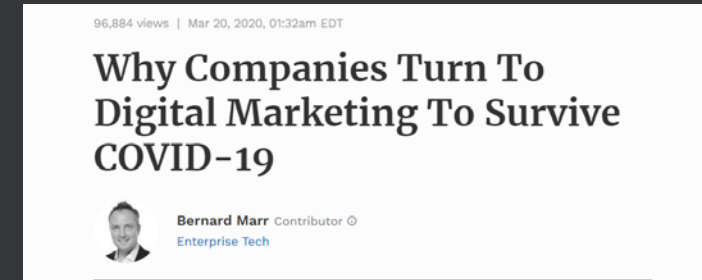 96,884 views | Mar 20, 2020, 01:32am EDT
Why Companies Turn To
Digital Marketing To Survive
COVID-19
Bernard Marr Contributor
Enterprise Tech